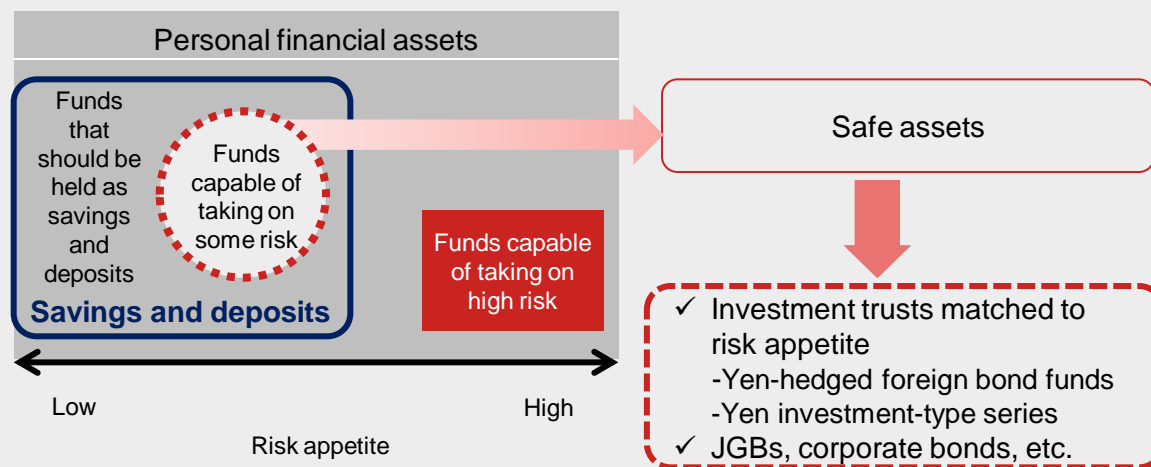 Personal financial assets
Funds
that
should be
held as
savings
and
deposits
Funds
capable of
taking on
some risk
Savings and deposits
Funds capable
of taking on
high risk
Low
High
Risk appetite
Safe assets
✓ Investment trusts matched to
risk appetite
-Yen-hedged foreign bond funds
-Yen investment-type series
✓ JGBs, corporate bonds, etc.